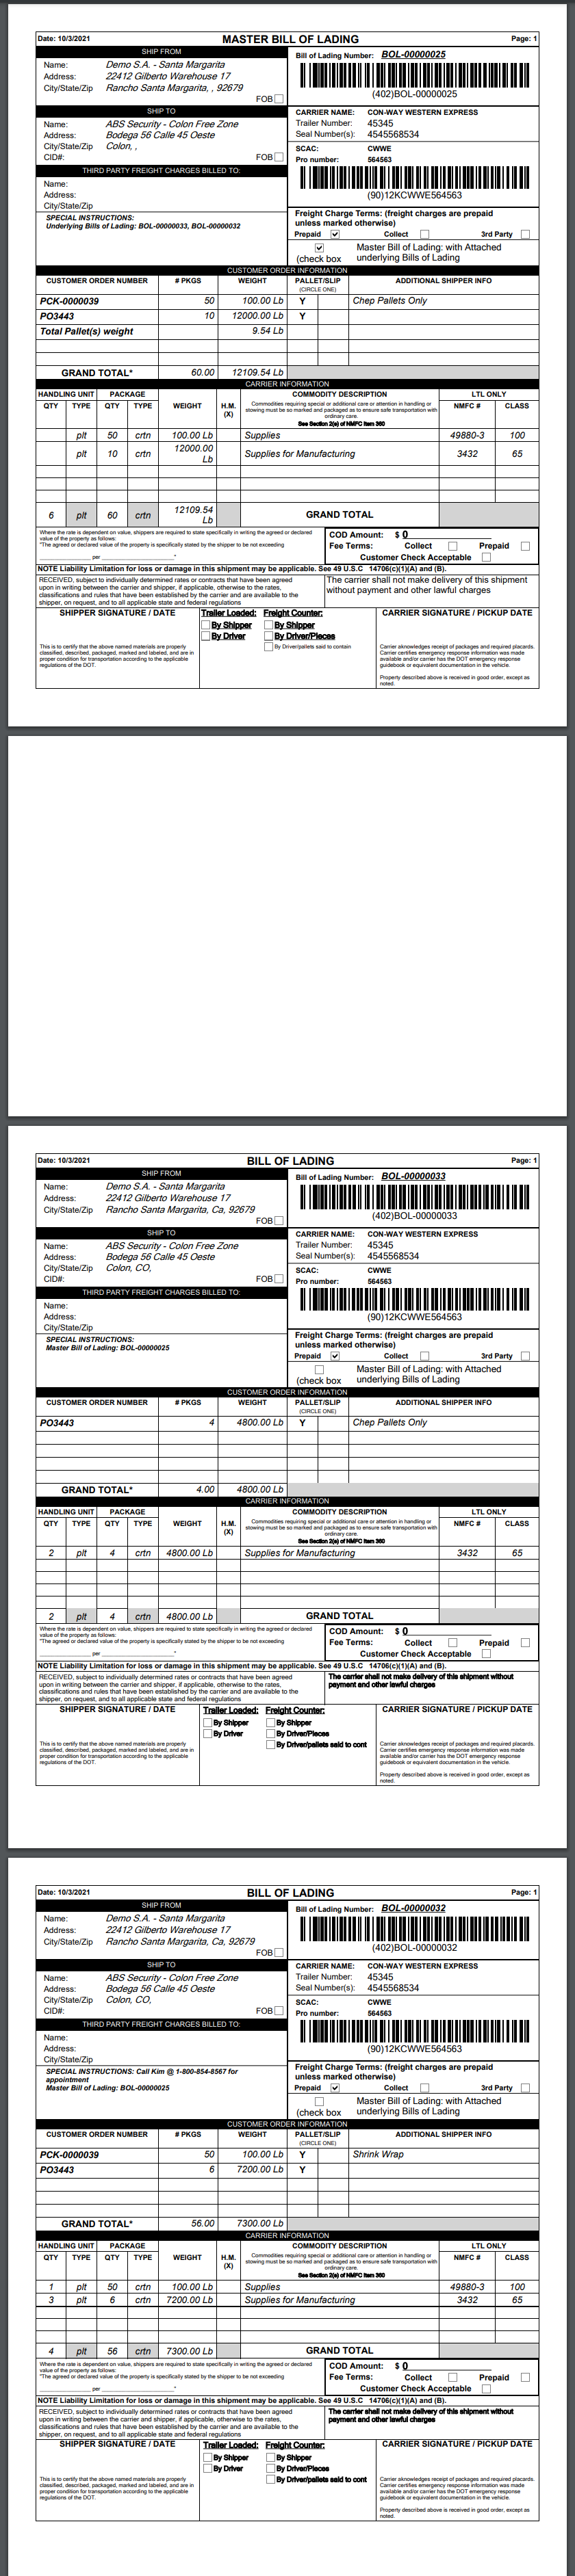 Date: 10/3/2021 MASTER BILL OF LADING Page: 1
SHIP FROM
Name: Demo S.A. - Santa Margarita
Address: 22412 Gilberto Warehouse 17
City/State/Zip Rancho Santa Margarita, , 92679
FOB
Bill of Lading Number: BOL-00000025
(402)BOL-00000025
SHIP TO
Name: ABS Security - Colon Free Zone
Address: Bodega 56 Calle 45 Oeste
City/State/Zip Colon, ,
CID#: FOB
CARRIER NAME: CON-WAY WESTERN EXPRESS
Trailer Number: 45345
Seal Number(s): 4545568534
SCAC: CWWE
Pro number: 564563
(90)12KCWWE564563
THIRD PARTY FREIGHT CHARGES BILLED TO:
Name:
Address:
City/State/Zip
SPECIAL INSTRUCTIONS:
Underlying Bills of Lading: BOL-00000033, BOL-00000032
Freight Charge Terms: (freight charges are prepaid
unless marked otherwise)
Prepaid Collect 3rd Party
(check box
Master Bill of Lading: with Attached
underlying Bills of Lading
CUSTOMER ORDER INFORMATION
CUSTOMER ORDER NUMBER # PKGS WEIGHT PALLET/SLIP ADDITIONAL SHIPPER INFO
(CIRCLE ONE)
PCK-0000039 50 100.00 Lb Y Chep Pallets Only
PO3443 10 12000.00 Lb Y
Total Pallet(s) weight 9.54 Lb
GRAND TOTAL* 60.00 12109.54 Lb
CARRIER INFORMATION
HANDLING UNIT PACKAGE COMMODITY DESCRIPTION LTL ONLY
QTY TYPE QTY TYPE WEIGHT H.M. (X) NMFC # CLASS
Commodities requiring special or additional care or attention in handling or
stowing must be so marked and packaged as to ensure safe transportation with
ordinary care.
See Section 2(e) of NMFC Item 360
plt 50 crtn 100.00 Lb Supplies 49880-3 100
plt 10 crtn 12000.00 Lb Supplies for Manufacturing 3432 65
6 plt 60 crtn 12109.54 Lb GRAND TOTAL
Where the rate is dependent on value, shippers are required to state specifically in writing the agreed or declared
value of the property as follows:
"The agreed or declared value of the property is specifically stated by the shipper to be not exceeding
per ."
COD Amount: $ 0
Fee Terms: Collect Prepaid
Customer Check Acceptable
NOTE Liability Limitation for loss or damage in this shipment may be applicable. See 49 U.S.C 14706(c)(1)(A) and (B).
RECEIVED, subject to individually determined rates or contracts that have been agreed
upon in writing between the carrier and shipper, if applicable, otherwise to the rates,
classifications and rules that have been established by the carrier and are available to the
shipper, on request, and to all applicable state and federal regulations
The carrier shall not make delivery of this shipment
without payment and other lawful charges
SHIPPER SIGNATURE / DATE
This is to certify that the above named materials are properly
classified, described, packaged, marked and labeled, and are in
proper condition for transportation according to the applicable
regulations of the DOT.
Trailer Loaded: Freight Counter:
By Shipper By Shipper
By Driver By Driver/Pieces
By Driver/pallets said to contain
CARRIER SIGNATURE / PICKUP DATE
Carrier aknowledges receipt of packages and required placards.
Carrier certifies emergency response information was made
available and/or carrier has the DOT emergency response
guidebook or equivalent documentation in the vehicle.
Property described above is received in good order, except as
noted.
Date: 10/3/2021 BILL OF LADING Page: 1
SHIP FROM
Name: Demo S.A. - Santa Margarita
Address: 22412 Gilberto Warehouse 17
City/State/Zip Rancho Santa Margarita, Ca, 92679
FOB
Bill of Lading Number: BOL-00000033
(402)BOL-00000033
SHIP TO
Name: ABS Security - Colon Free Zone
Address: Bodega 56 Calle 45 Oeste
City/State/Zip Colon, CO,
CID#: FOB
CARRIER NAME: CON-WAY WESTERN EXPRESS
Trailer Number: 45345
Seal Number(s): 4545568534
SCAC: CWWE
Pro number: 564563
(90)12KCWWE564563
THIRD PARTY FREIGHT CHARGES BILLED TO:
Name:
Address:
City/State/Zip
SPECIAL INSTRUCTIONS:
Master Bill of Lading: BOL-00000025
Freight Charge Terms: (freight charges are prepaid
unless marked otherwise)
Prepaid Collect 3rd Party
(check box
Master Bill of Lading: with Attached
underlying Bills of Lading
CUSTOMER ORDER INFORMATION
CUSTOMER ORDER NUMBER # PKGS WEIGHT PALLET/SLIP ADDITIONAL SHIPPER INFO
(CIRCLE ONE)
PO3443 4 4800.00 Lb Y Chep Pallets Only
GRAND TOTAL* 4.00 4800.00 Lb
CARRIER INFORMATION
HANDLING UNIT PACKAGE COMMODITY DESCRIPTION LTL ONLY
QTY TYPE QTY TYPE WEIGHT H.M. (X) NMFC # CLASS
Commodities requiring special or additional care or attention in handling or
stowing must be so marked and packaged as to ensure safe transportation with
ordinary care.
See Section 2(e) of NMFC Item 360
2 plt 4 crtn 4800.00 Lb Supplies for Manufacturing 3432 65
2 plt 4 crtn 4800.00 Lb GRAND TOTAL
Where the rate is dependent on value, shippers are required to state specifically in writing the agreed or declared
value of the property as follows:
"The agreed or declared value of the property is specifically stated by the shipper to be not exceeding
per ."
COD Amount: $ 0
Fee Terms: Collect Prepaid
Customer Check Acceptable
NOTE Liability Limitation for loss or damage in this shipment may be applicable. See 49 U.S.C 14706(c)(1)(A) and (B).
RECEIVED, subject to individually determined rates or contracts that have been agreed
upon in writing between the carrier and shipper, if applicable, otherwise to the rates,
classifications and rules that have been established by the carrier and are available to the
shipper, on request, and to all applicable state and federal regulations
The carrier shall not make delivery of this shipment without
payment and other lawful charges
SHIPPER SIGNATURE / DATE
This is to certify that the above named materials are properly
classified, described, packaged, marked and labeled, and are in
proper condition for transportation according to the applicable
regulations of the DOT.
Trailer Loaded: Freight Counter:
By Shipper By Shipper
By Driver By Driver/Pieces
By Driver/pallets said to cont
CARRIER SIGNATURE / PICKUP DATE
Carrier aknowledges receipt of packages and required placards.
Carrier certifies emergency response information was made
available and/or carrier has the DOT emergency response
guidebook or equivalent documentation in the vehicle.
Property described above is received in good order, except as
noted.
Date: 10/3/2021 BILL OF LADING Page: 1
SHIP FROM
Name: Demo S.A. - Santa Margarita
Address: 22412 Gilberto Warehouse 17
City/State/Zip Rancho Santa Margarita, Ca, 92679
FOB
Bill of Lading Number: BOL-00000032
(402)BOL-00000032
SHIP TO
Name: ABS Security - Colon Free Zone
Address: Bodega 56 Calle 45 Oeste
City/State/Zip Colon, CO,
CID#: FOB
CARRIER NAME: CON-WAY WESTERN EXPRESS
Trailer Number: 45345
Seal Number(s): 4545568534
SCAC: CWWE
Pro number: 564563
(90)12KCWWE564563
THIRD PARTY FREIGHT CHARGES BILLED TO:
Name:
Address:
City/State/Zip
SPECIAL INSTRUCTIONS: Call Kim @ 1-800-854-8567 for
appointment
Master Bill of Lading: BOL-00000025
Freight Charge Terms: (freight charges are prepaid
unless marked otherwise)
Prepaid Collect 3rd Party
(check box
Master Bill of Lading: with Attached
underlying Bills of Lading
CUSTOMER ORDER INFORMATION
CUSTOMER ORDER NUMBER # PKGS WEIGHT PALLET/SLIP ADDITIONAL SHIPPER INFO
(CIRCLE ONE)
PCK-0000039 50 100.00 Lb Y Shrink Wrap
PO3443 6 7200.00 Lb Y
GRAND TOTAL* 56.00 7300.00 Lb
CARRIER INFORMATION
HANDLING UNIT PACKAGE COMMODITY DESCRIPTION LTL ONLY
QTY TYPE QTY TYPE WEIGHT H.M. (X) NMFC # CLASS
Commodities requiring special or additional care or attention in handling or
stowing must be so marked and packaged as to ensure safe transportation with
ordinary care.
See Section 2(e) of NMFC Item 360
1 plt 50 crtn 100.00 Lb Supplies 49880-3 100
3 plt 6 crtn 7200.00 Lb Supplies for Manufacturing 3432 65
4 plt 56 crtn 7300.00 Lb GRAND TOTAL
Where the rate is dependent on value, shippers are required to state specifically in writing the agreed or declared
value of the property as follows:
"The agreed or declared value of the property is specifically stated by the shipper to be not exceeding
per ."
COD Amount: $ 0
Fee Terms: Collect Prepaid
Customer Check Acceptable
NOTE Liability Limitation for loss or damage in this shipment may be applicable. See 49 U.S.C 14706(c)(1)(A) and (B).
RECEIVED, subject to individually determined rates or contracts that have been agreed
upon in writing between the carrier and shipper, if applicable, otherwise to the rates,
classifications and rules that have been established by the carrier and are available to the
shipper, on request, and to all applicable state and federal regulations
The carrier shall not make delivery of this shipment without
payment and other lawful charges
SHIPPER SIGNATURE / DATE
This is to certify that the above named materials are properly
classified, described, packaged, marked and labeled, and are in
proper condition for transportation according to the applicable
regulations of the DOT.
Trailer Loaded: Freight Counter:
By Shipper By Shipper
By Driver By Driver/Pieces
By Driver/pallets said to cont
CARRIER SIGNATURE / PICKUP DATE
Carrier aknowledges receipt of packages and required placards.
Carrier certifies emergency response information was made
available and/or carrier has the DOT emergency response
guidebook or equivalent documentation in the vehicle.
Property described above is received in good order, except as
noted.